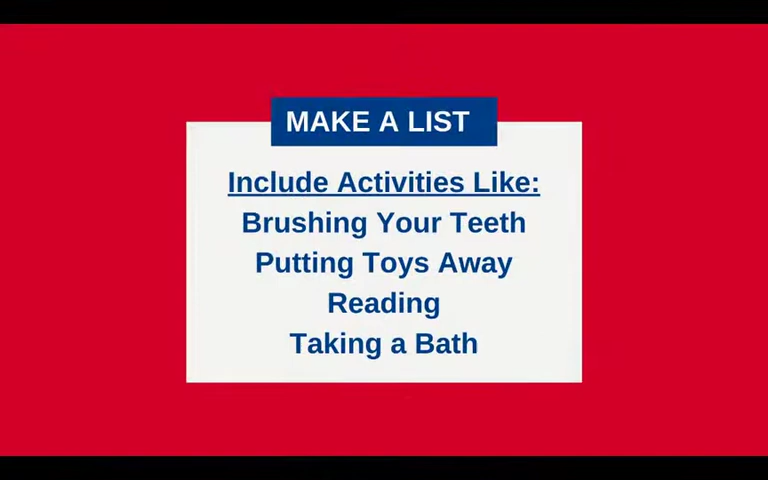 MAKE A LIST
Include Activities Like:
Brushing Your Teeth
Putting Toys Away
Reading
Taking a Bath